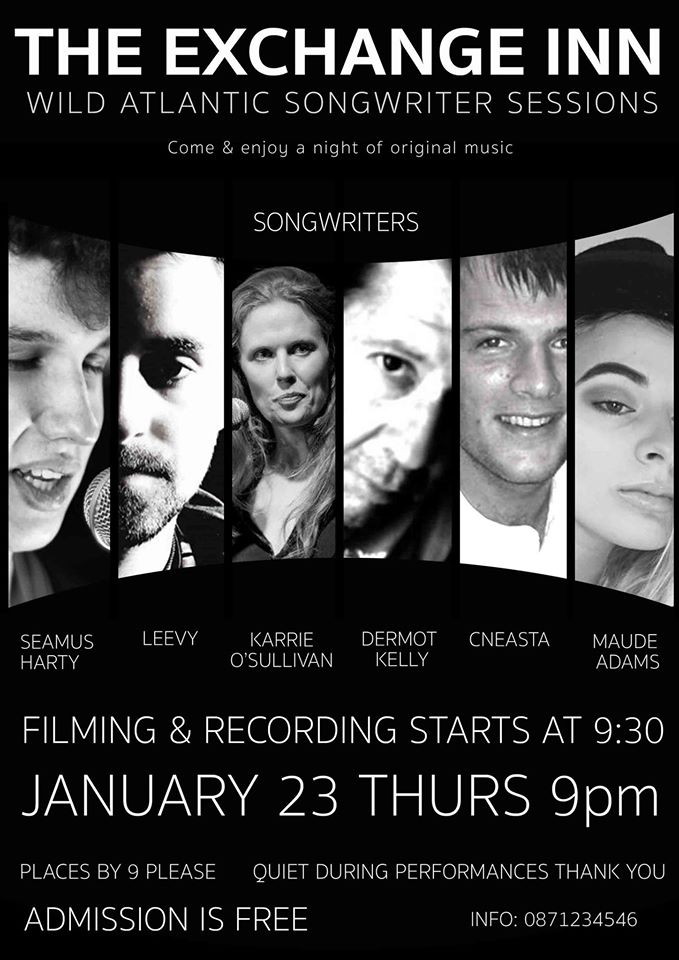 THE EXCHANGE INN
WILD ATLANTIC SONGWRITER SESSIONS
Come & enjoy a night of original music
SONGWRITERS
SEAMUS
HARTY
LEEVY
KARRIE
O'SULLIVAN
DERMOT
KELLY
CNEASTA
MAUDE
ADAMS
FILMING & RECORDING STARTS AT 9:30
JANUARY 23 THURS 9pm
PLACES BY 9 PLEASE QUIET DURING PERFORMANCES THANK YOU
ADMISSION IS FREE INFO: 0871234546